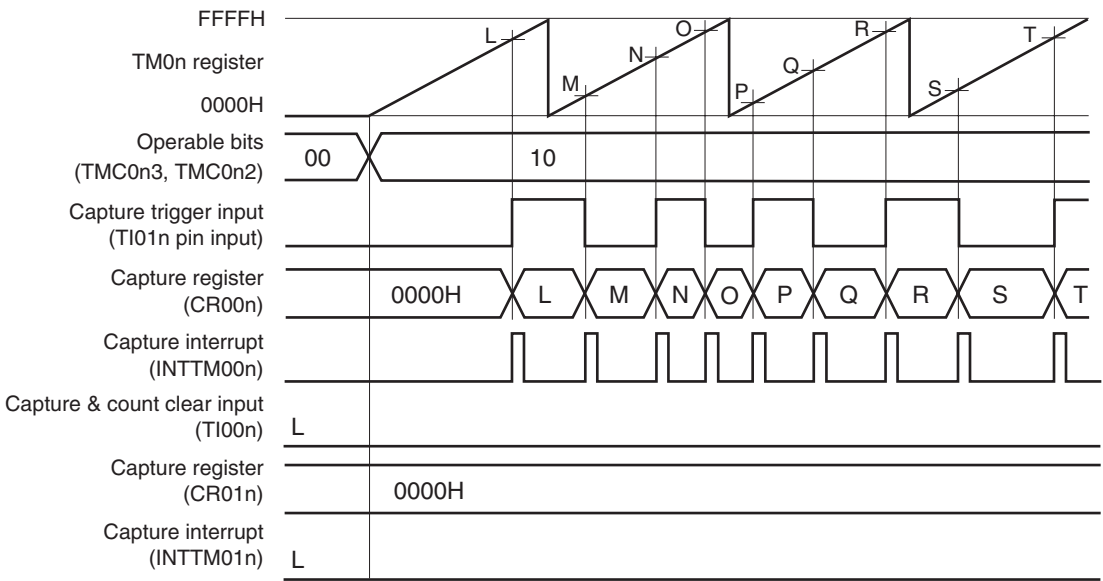 FFFFH
TM0n register
0000H
L
M
N
O
P
Q
R
S
T
Operable bits
(TMC0n3, TMC0n2)
00
10
Capture trigger input
(TI01n pin input)
Capture register
(CR00n)
0000H
L
M
N
O
P
Q
R
S
T
Capture interrupt
(INTTM00n)
Capture & count clear input
(TI00n)
L
Capture register
(CR01n)
0000H
Capture interrupt
(INTTM01n)
L